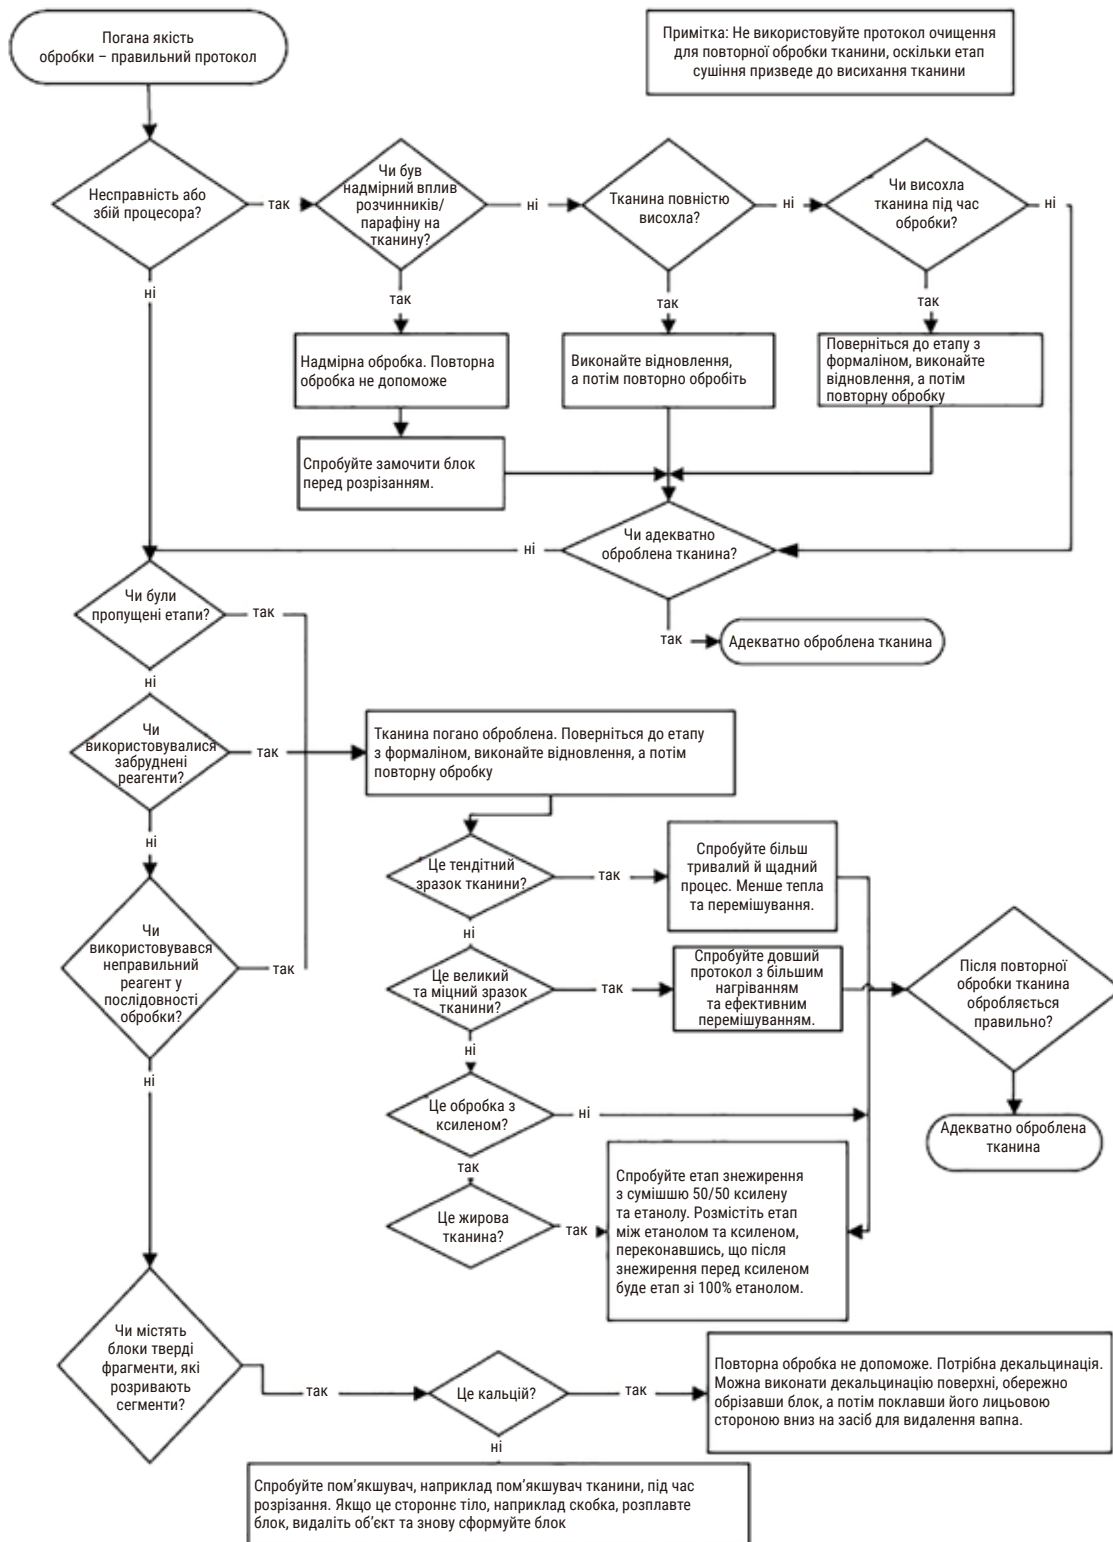 Погана якість
обробки – правильний протокол
Примітка: Не використовуйте протокол очищення
для повторної обробки тканини, оскільки етап
сушіння призведе до висихання тканини
Несправність або
збій процесора?
так
Чи був
надмірний вплив
розчинників/
парафіну на
тканину?
ні
Тканина повністю
висохла?
ні
Чи висохла
тканина під час
обробки?
ні
ні
так
так
так
Надмірна обробка. Повторна
обробка не допоможе
Виконайте відновлення,
а потім повторно обробіть
Поверніться до етапу з
формаліном, виконайте
відновлення, а потім
повторну обробку
Спробуйте замочити блок
перед розрізанням.
Чи адекватно
оброблена тканина?
ні
так
Адекватно оброблена тканина
Чи були
пропущені етапи?
так
ні
Чи
використовувалися
забруднені
реагенти?
так
Тканина погано оброблена. Поверніться до етапу
з формаліном, виконайте відновлення, а потім
повторну обробку
ні
Чи
використовувався
неправильний
реагент у
послідовності
обробки?
так
ні
Це тендітний
зразок тканини?
так
Спробуйте більш
тривалий й щадний
процес. Менше тепла
та перемішування.
ні
Це великий
та міцний зразок
тканини?
так
Спробуйте довший
протокол з більшим
нагріванням
та ефективним
перемішуванням.
Після повторної
обробки тканина
обробляється
правильно?
ні
Це обробка з
ксиленом?
ні
Адекватно оброблена
тканина
так
Це жирова
тканина?
так
Спробуйте етап знежирення
з сумішшю 50/50 ксилену
та етанолу. Розмістіть етап
між етанолом та ксиленом,
переконавшись, що після
знежирення перед ксиленом
буде етап зі 100% етанолом.
Чи містять
блоки тверді
фрагменти, які
розривають
сегменти?
так
Це кальцій?
так
Повторна обробка не допоможе. Потрібна декальцинація.
Можна виконати декальцинацію поверхні, обережно
обрізавши блок, а потім поклавши його лицьовою
стороною вниз на засіб для видалення вапна.
ні
Спробуйте пом’якшувач, наприклад пом’якшувач тканини, під час
розрізання. Якщо це стороннє тіло, наприклад скобка, розплавте
блок, видаліть об’єкт та знову сформуйте блок